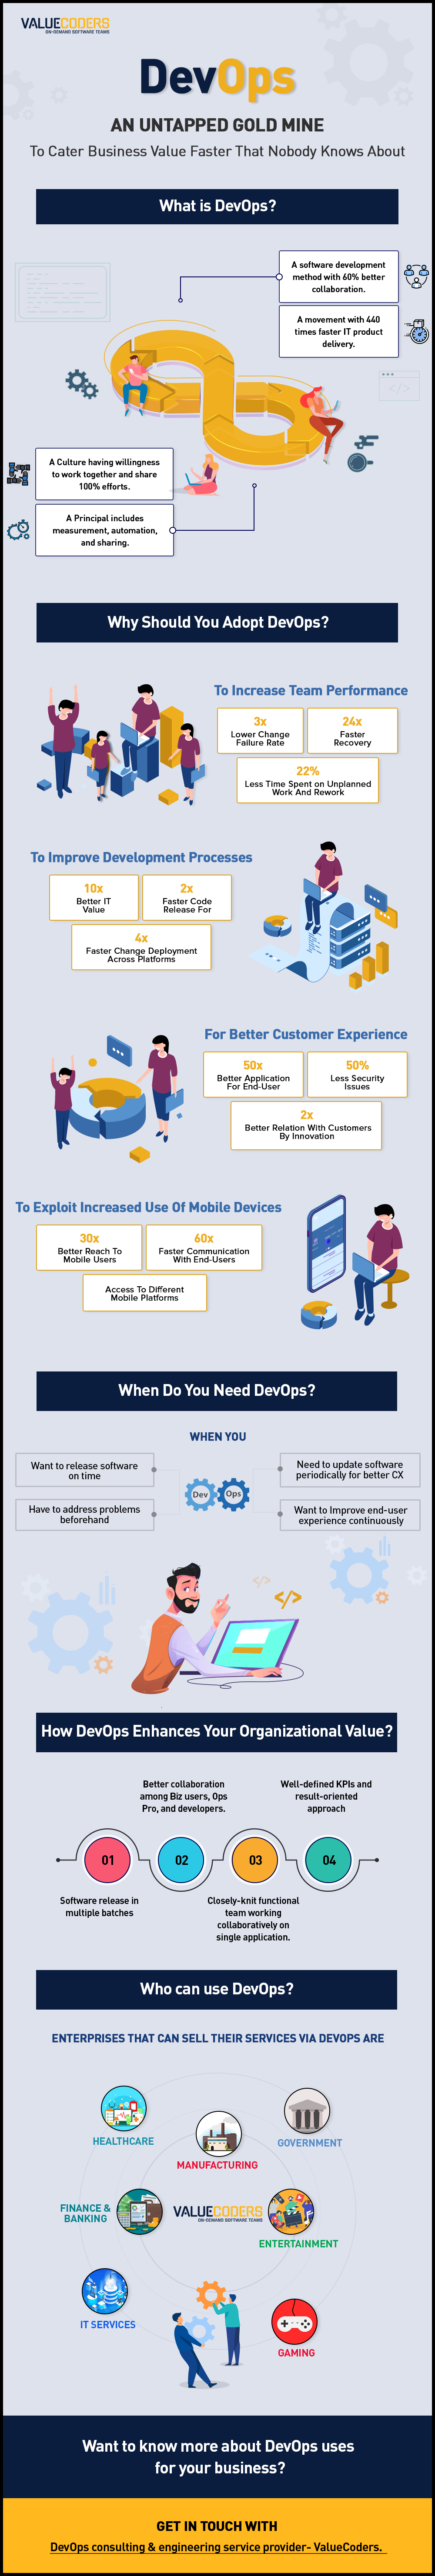 VALUECODERS
ON-DEMAND SOFTWARE TEAMS
DevOps
AN UNTAPPED GOLD MINE
To Cater Business Value Faster That Nobody Knows About
What is DevOps?
A software development
method with 60% better
collaboration.
A movement with 440
times faster IT product
delivery.
</>
A Culture having willingness
to work together and share
100% efforts.
A Principal includes
measurement, automation,
and sharing.
Why Should You Adopt DevOps?
To Increase Team Performance
3x
Lower Change
Failure Rate
24x
Faster
Recovery
22%
Less Time Spent on Unplanned
Work And Rework
To Improve Development Processes
10x
Better IT
Value
2x
Faster Code
Release For
4x
Faster Change Deployment
Across Platforms
For Better Customer Experience
50x
Better Application
For End-User
50%
Less Security
Issues
2x
Better Relation With Customers
By Innovation
To Exploit Increased Use Of Mobile Devices
30x
Better Reach To
Mobile Users
60x
Faster Communication
With End-Users
Access To Different
Mobile Platforms
When Do You Need DevOps?
WHEN YOU
Want to release software
on time
Need to update software
periodically for better CX
Dev
Ops
Have to address problems
beforehand
Want to Improve end-user
experience continuously
</>
</>
How DevOps Enhances Your Organizational Value?
Better collaboration
among Biz users, Ops
Pro, and developers.
Well-defined KPIs and
result-oriented
approach
01
02
03
04
Software release in
multiple batches
Closely-knit functional
team working
collaboratively on
single application.
Who can use DevOps?
ENTERPRISES THAT CAN SELL THEIR SERVICES VIA DEVOPS ARE
HEALTHCARE
GOVERNMENT
MANUFACTURING
FINANCE &
BANKING
VALUECODERS
ON-DEMAND SOFTWARE TEAMS
ENTERTAINMENT
IT SERVICES
GAMING
Want to know more about DevOps uses
for your business?
GET IN TOUCH WITH
DevOps consulting & engineering service provider- ValueCoders.